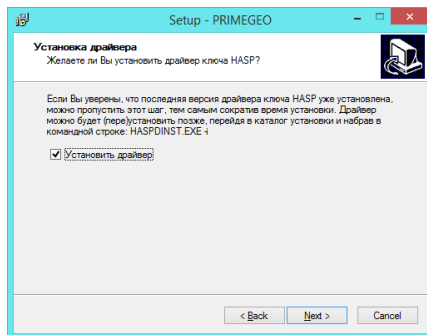 Setup - PRIMEGEO
Установка драйвера
Желаете ли Вы установить драйвер ключа HASP?
Если Вы уверены, что последняя версия драйвера ключа HASP уже установлена,
можно пропустить этот шаг, тем самым сократив время установки. Драйвер
можно будет (пере)установить позже, перейдя в каталог установки и набрав в
командной строке: HASPDINST.EXE -i
Установить драйвер
< Back Next > Cancel